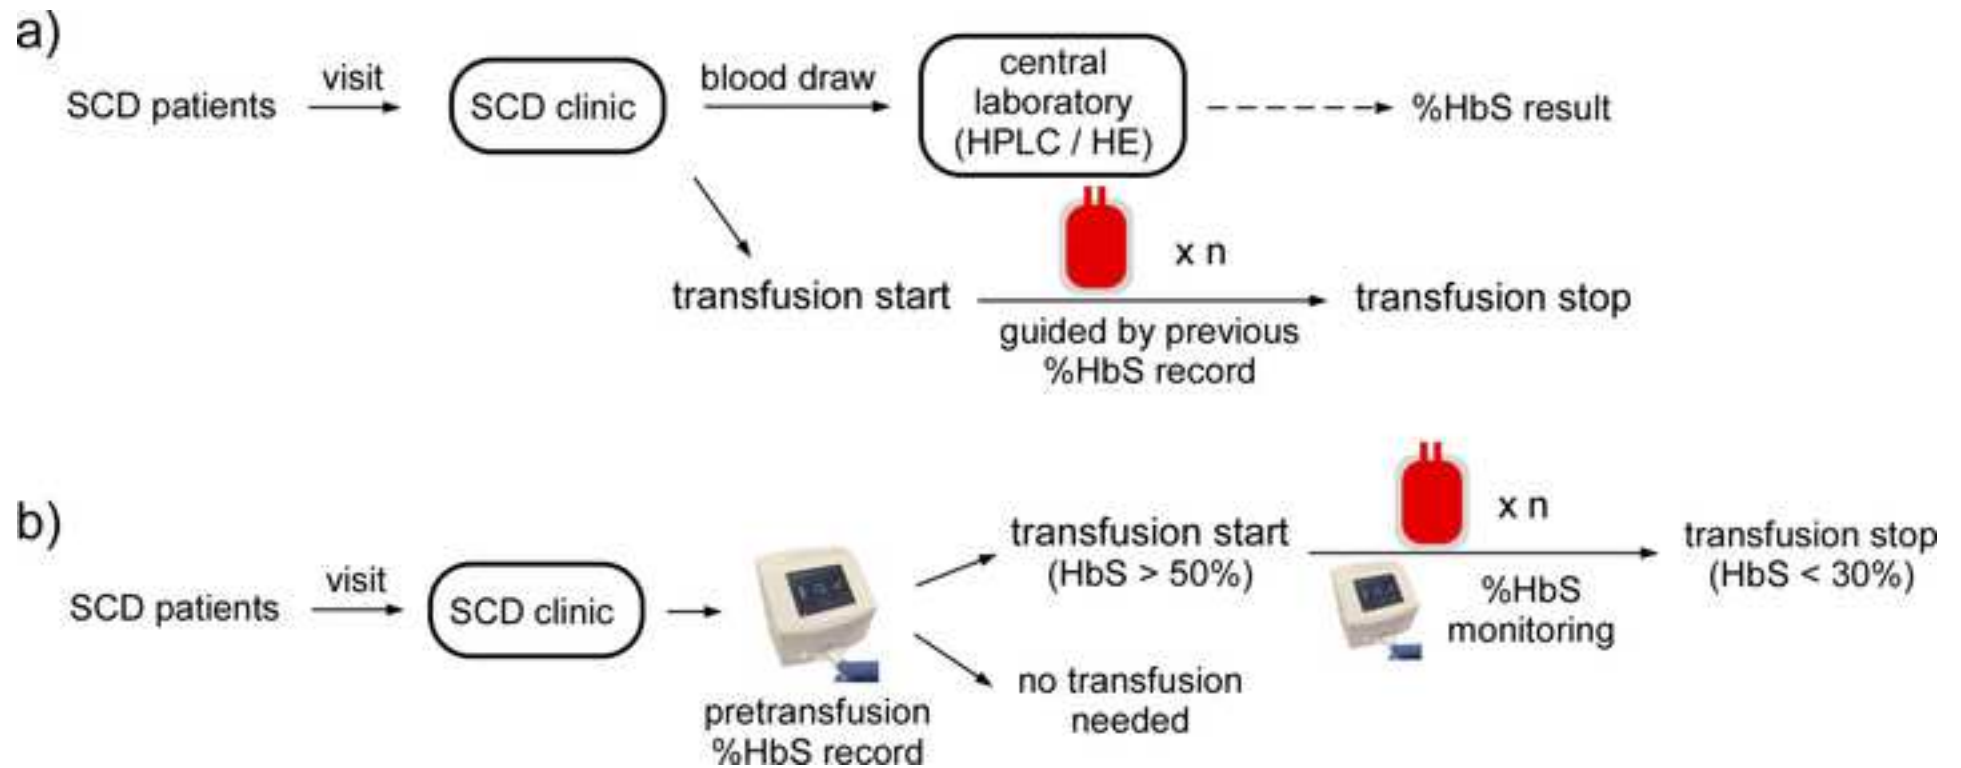 a)
SCD patients
visit
SCD clinic
blood draw
central
laboratory
(HPLC / HE)
%HbS result
transfusion start
x n
guided by previous
%HbS record
transfusion stop
b)
SCD patients
visit
SCD clinic
pretransfusion
%HbS record
transfusion start
(HbS > 50%)
no transfusion
needed
x n
%HbS
monitoring
transfusion stop
(HbS < 30%)